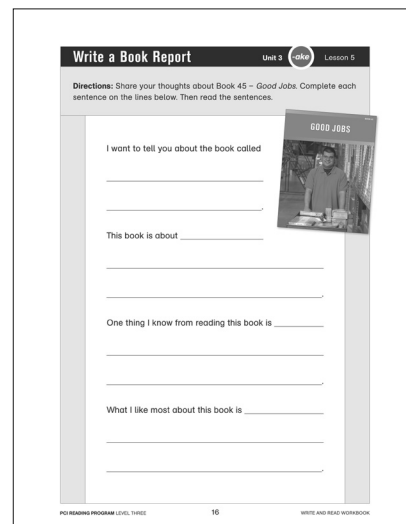 Write a Book Report Unit 3 -ake Lesson 5
Directions: Share your thoughts about Book 45 – Good Jobs. Complete each
sentence on the lines below. Then read the sentences.
GOOD JOBS
I want to tell you about the book called
.
This book is about
.
One thing I know from reading this book is
.
What I like most about this book is
.
PCI READING PROGRAM LEVEL THREE 16 WRITE AND READ WORKBOOK